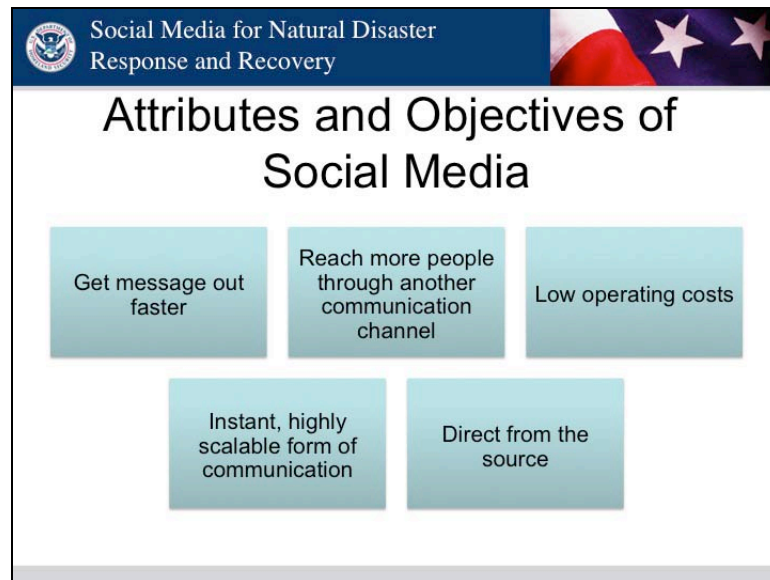 Social Media for Natural Disaster
Response and Recovery
Attributes and Objectives of
Social Media
Get message out
faster
Reach more people
through another
communication
channel
Low operating costs
Instant, highly
scalable form of
communication
Direct from the
source